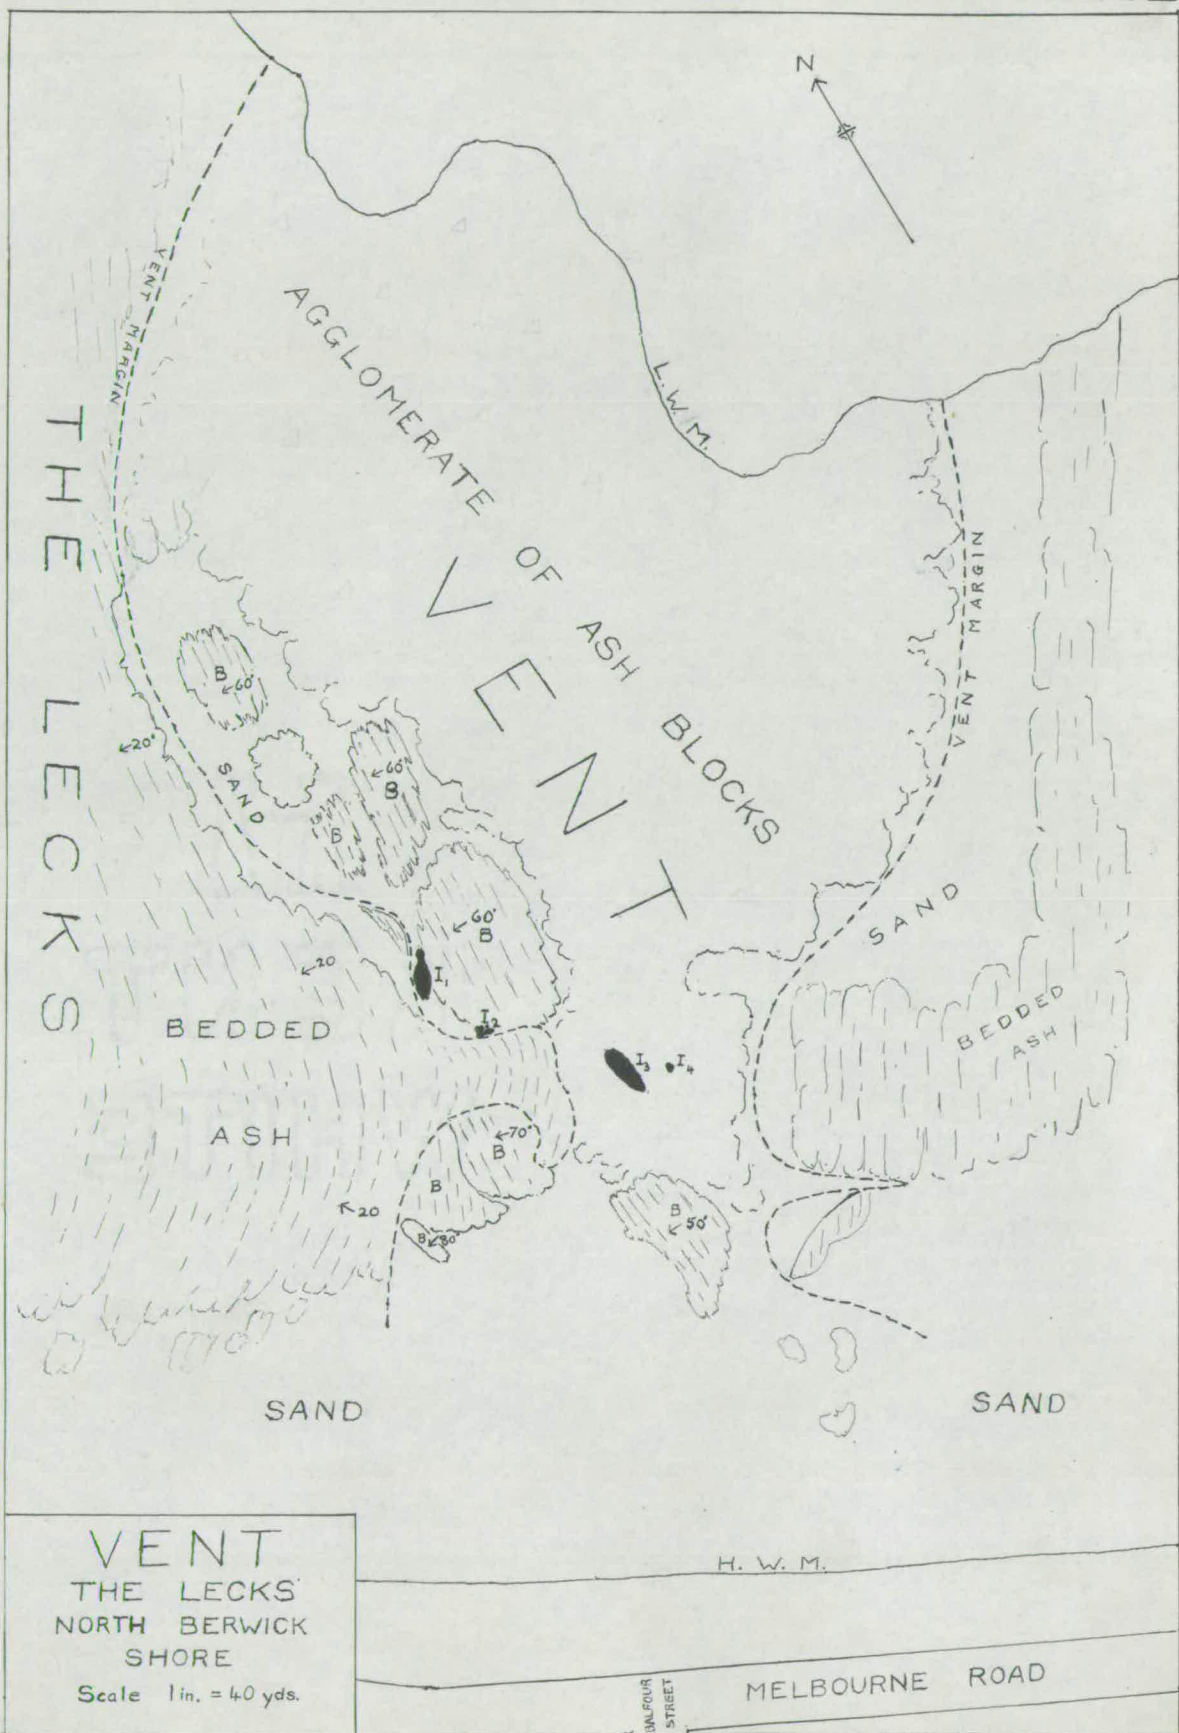 N
VENT MARGIN
AGGLOMERATE OF ASH BLOCKS
L. W. M.
THE LECKS
VENT
VENT MARGIN
B
←60°
←20°
SAND
←60°
B
B
SAND
←60°
B
←20
I₁
I₂
BEDDED
ASH
BEDDED
ASH
I₃
I₄
←70°
B
B
←20
B
←50°
B
80
SAND
SAND
VENT
THE LECKS
NORTH BERWICK
SHORE
Scale 1 in. = 40 yds.
H. W. M.
BALFOUR
STREET
MELBOURNE ROAD